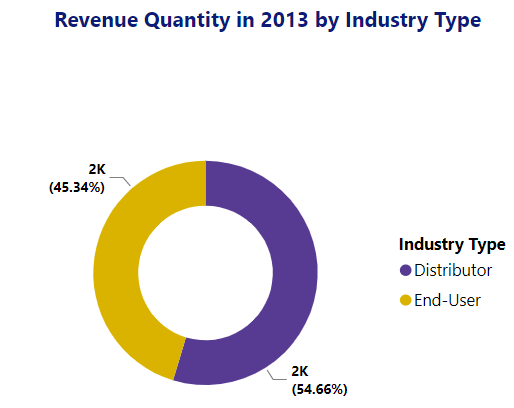 Revenue Quantity in 2013 by Industry Type
2K
(45.34%)
Industry Type
Distributor
End-User
2K
(54.66%)